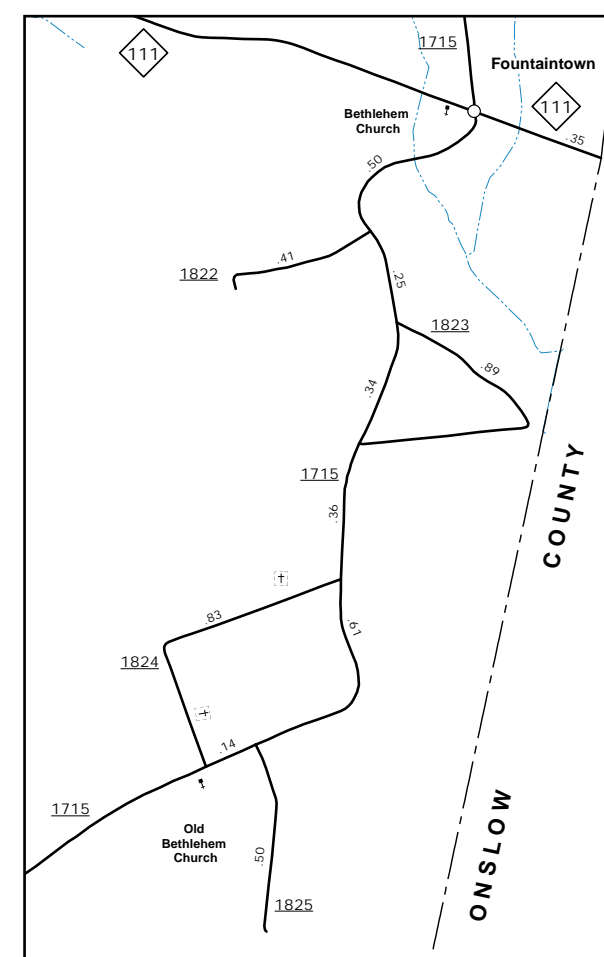 1715
111
Fountaintown
111
Bethlehem
Church
.35
.50
.41
1822
.25
1823
.89
.34
1715
.36
COUNTY
.83
.61
1824
.14
1715
Old
Bethlehem
Church
.50
ONSLOW
1825